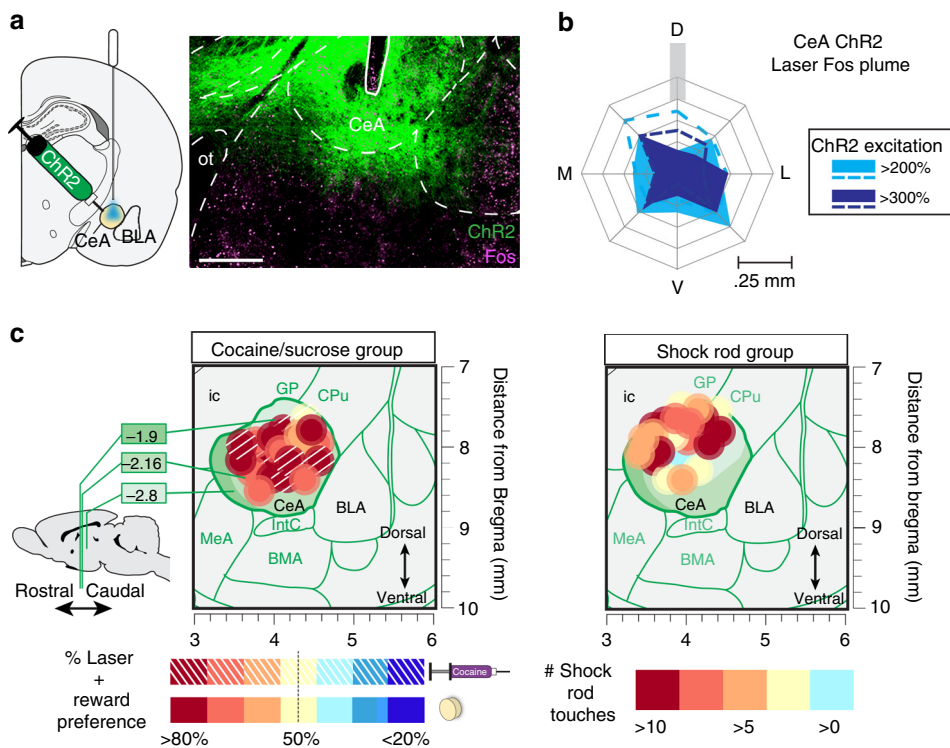 a
ChR2
CeA
BLA
ot
CeA
ChR2
Fos
b
CeA ChR2
Laser Fos plume
D
M
L
V
ChR2 excitation
>200%
>300%
.25 mm
c
Cocaine/sucrose group
ic
GP
CPu
CeA
IntC
BLA
MeA
BMA
Dorsal
Ventral
7
8
9
10
Distance from Bregma (mm)
3
4
5
6
–1.9
–2.16
–2.8
Rostral
Caudal
% Laser
+
reward
preference
Cocaine
>80%
50%
<20%
Shock rod group
ic
GP
CPu
CeA
IntC
BLA
MeA
BMA
Dorsal
Ventral
7
8
9
10
Distance from bregma (mm)
3
4
5
6
# Shock
rod
touches
>10
>5
>0